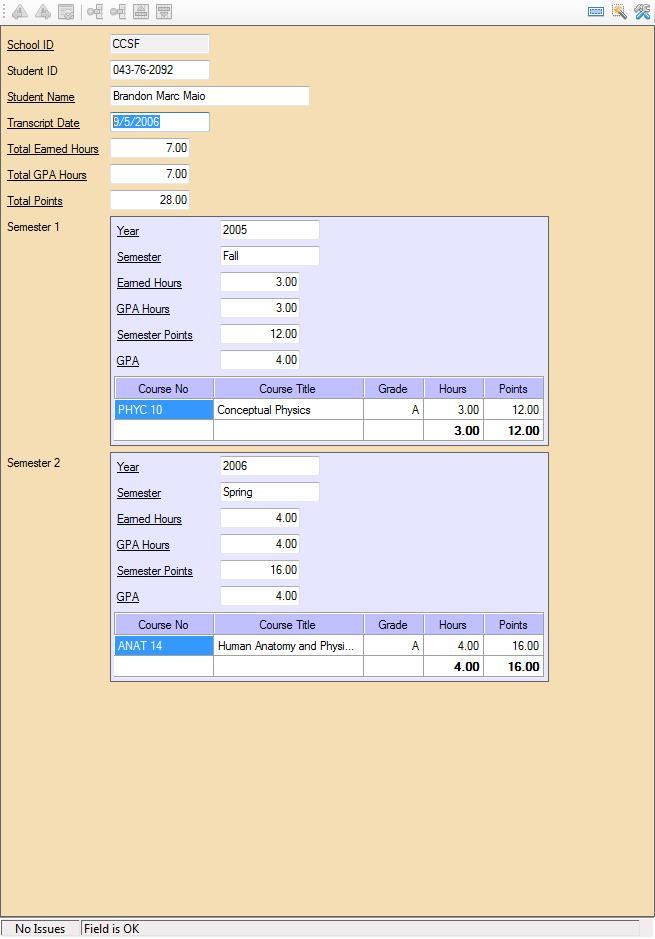 School ID CCSF
Student ID 043-76-2092
Student Name Brandon Marc Maio
Transcript Date 9/5/2006
Total Earned Hours 7.00
Total GPA Hours 7.00
Total Points 28.00
Semester 1
Year 2005
Semester Fall
Earned Hours 3.00
GPA Hours 3.00
Semester Points 12.00
GPA 4.00
Course No Course Title Grade Hours Points
PHYC 10 Conceptual Physics A 3.00 12.00
3.00 12.00
Semester 2
Year 2006
Semester Spring
Earned Hours 4.00
GPA Hours 4.00
Semester Points 16.00
GPA 4.00
Course No Course Title Grade Hours Points
ANAT 14 Human Anatomy and Physi... A 4.00 16.00
4.00 16.00
No Issues Field is OK